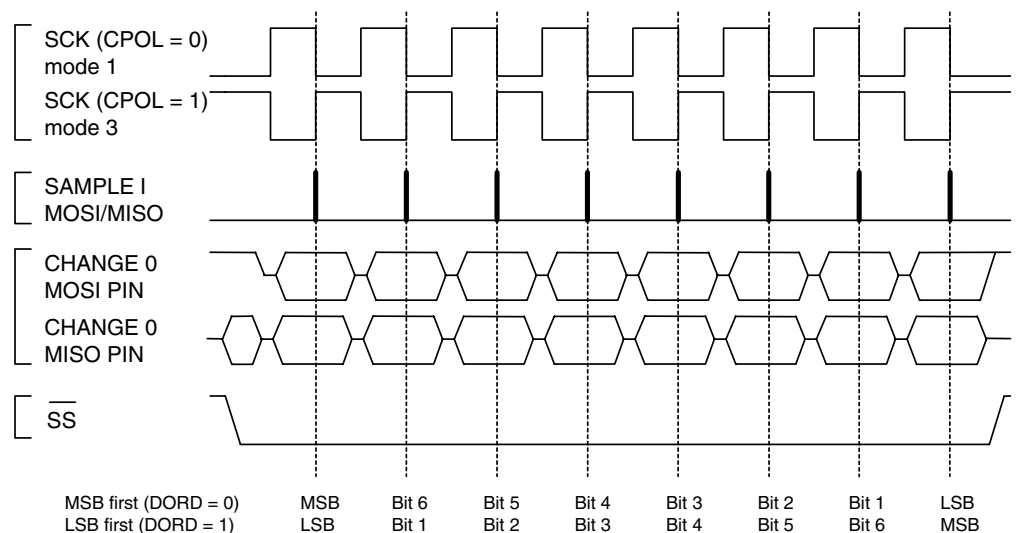 SCK (CPOL = 0)
mode 1
SCK (CPOL = 1)
mode 3
SAMPLE I
MOSI/MISO
CHANGE 0
MOSI PIN
CHANGE 0
MISO PIN
SS
MSB first (DORD = 0) MSB Bit 6 Bit 5 Bit 4 Bit 3 Bit 2 Bit 1 LSB
LSB first (DORD = 1) LSB Bit 1 Bit 2 Bit 3 Bit 4 Bit 5 Bit 6 MSB